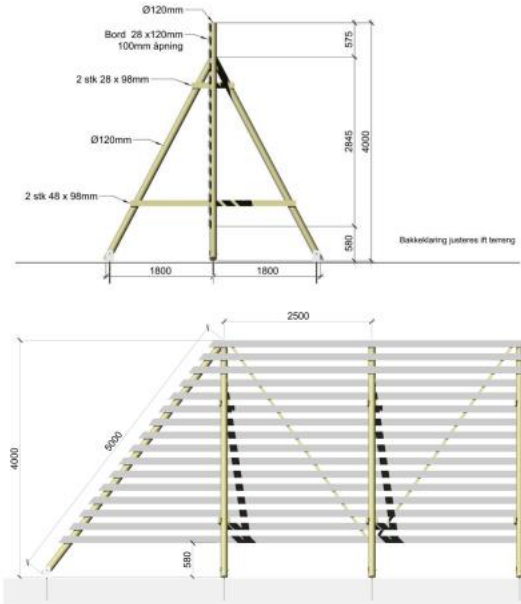 Ø120mm
Bord 28 x120mm
100mm åpning
2 stk 28 x 98mm
Ø120mm
2 stk 48 x 98mm
575
2845
4000
580
Bakkeklaring justeres ift terreng
1800
1800
2500
5000
4000
580